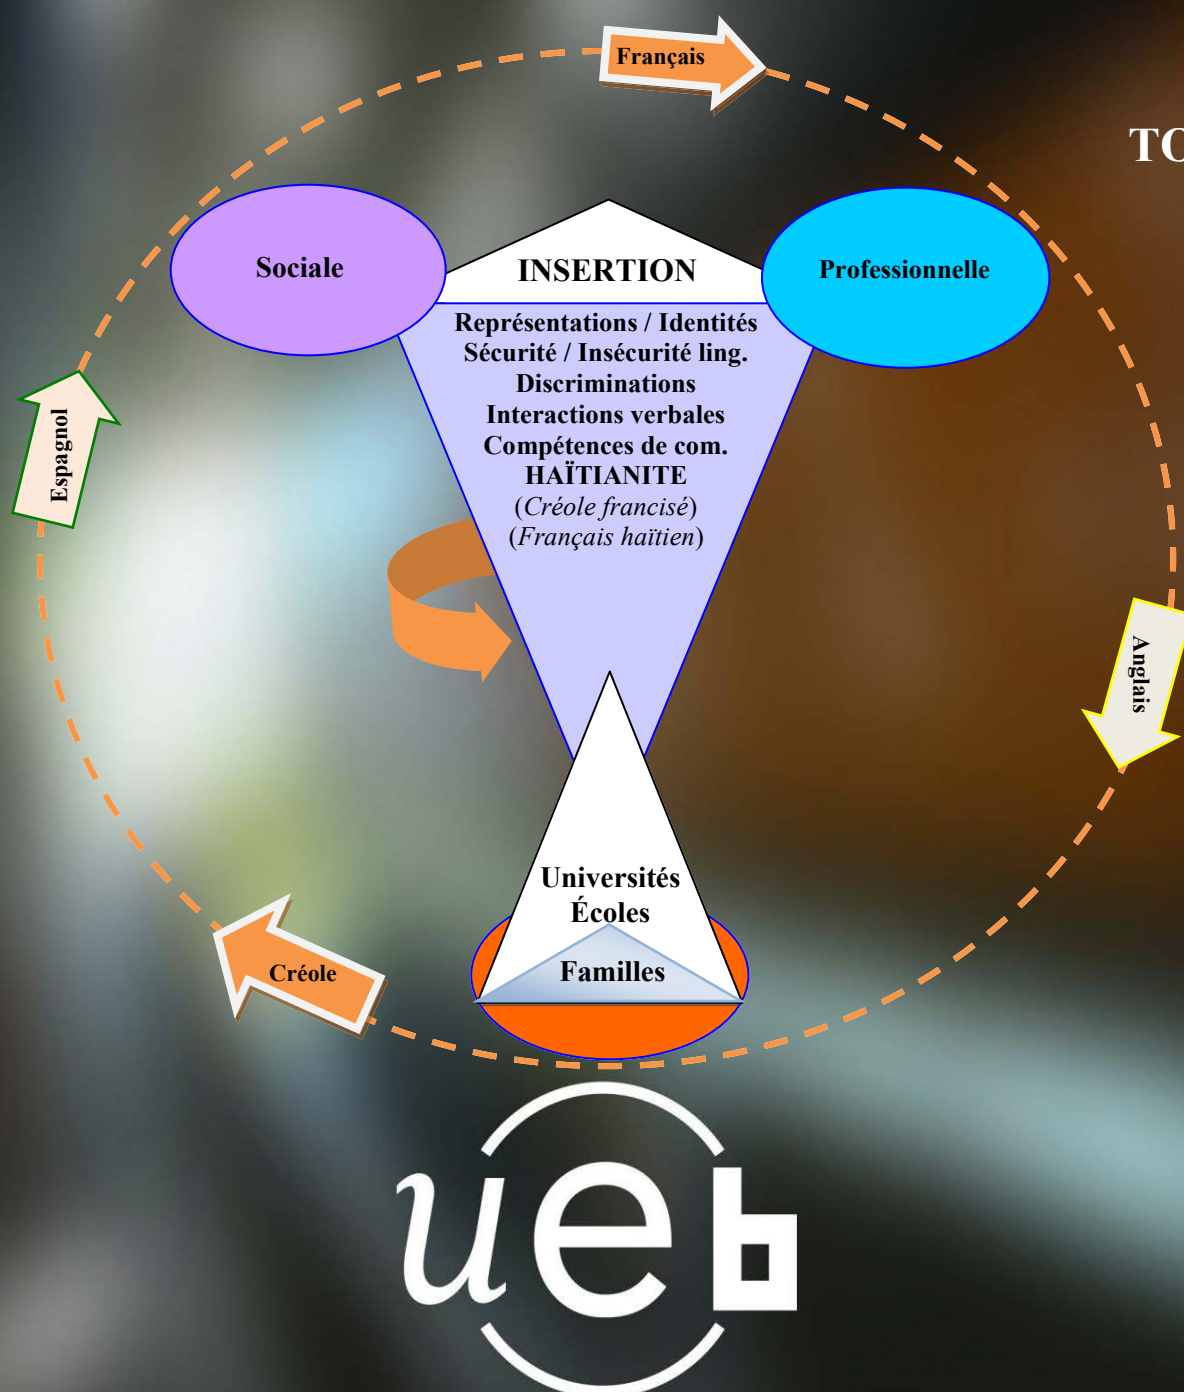 Français
TO
Sociale
INSERTION
Professionnelle
Représentations / Identités
Sécurité / Insécurité ling.
Discriminations
Interactions verbales
Compétences de com.
HAÏTIANITE
(Créole francisé)
(Français haïtien)
Espagnol
Anglais
Universités
Écoles
Familles
Créole
ueb